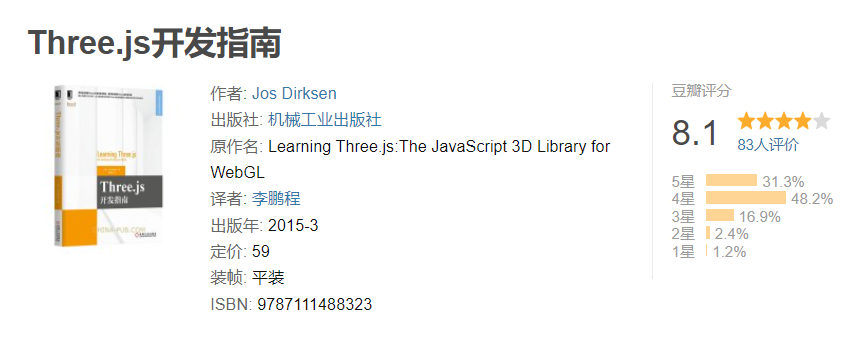 Three.js开发指南
Learning Three.js
Three.js
开发指南
CHINA-PUB.COM
作者: Jos Dirksen
出版社: 机械工业出版社
原作名: Learning Three.js:The JavaScript 3D Library for
WebGL
译者: 李鹏程
出版年: 2015-3
定价: 59
装帧: 平装
ISBN: 9787111488323
豆瓣评分
8.1
83人评价
5星 31.3%
4星 48.2%
3星 16.9%
2星 2.4%
1星 1.2%